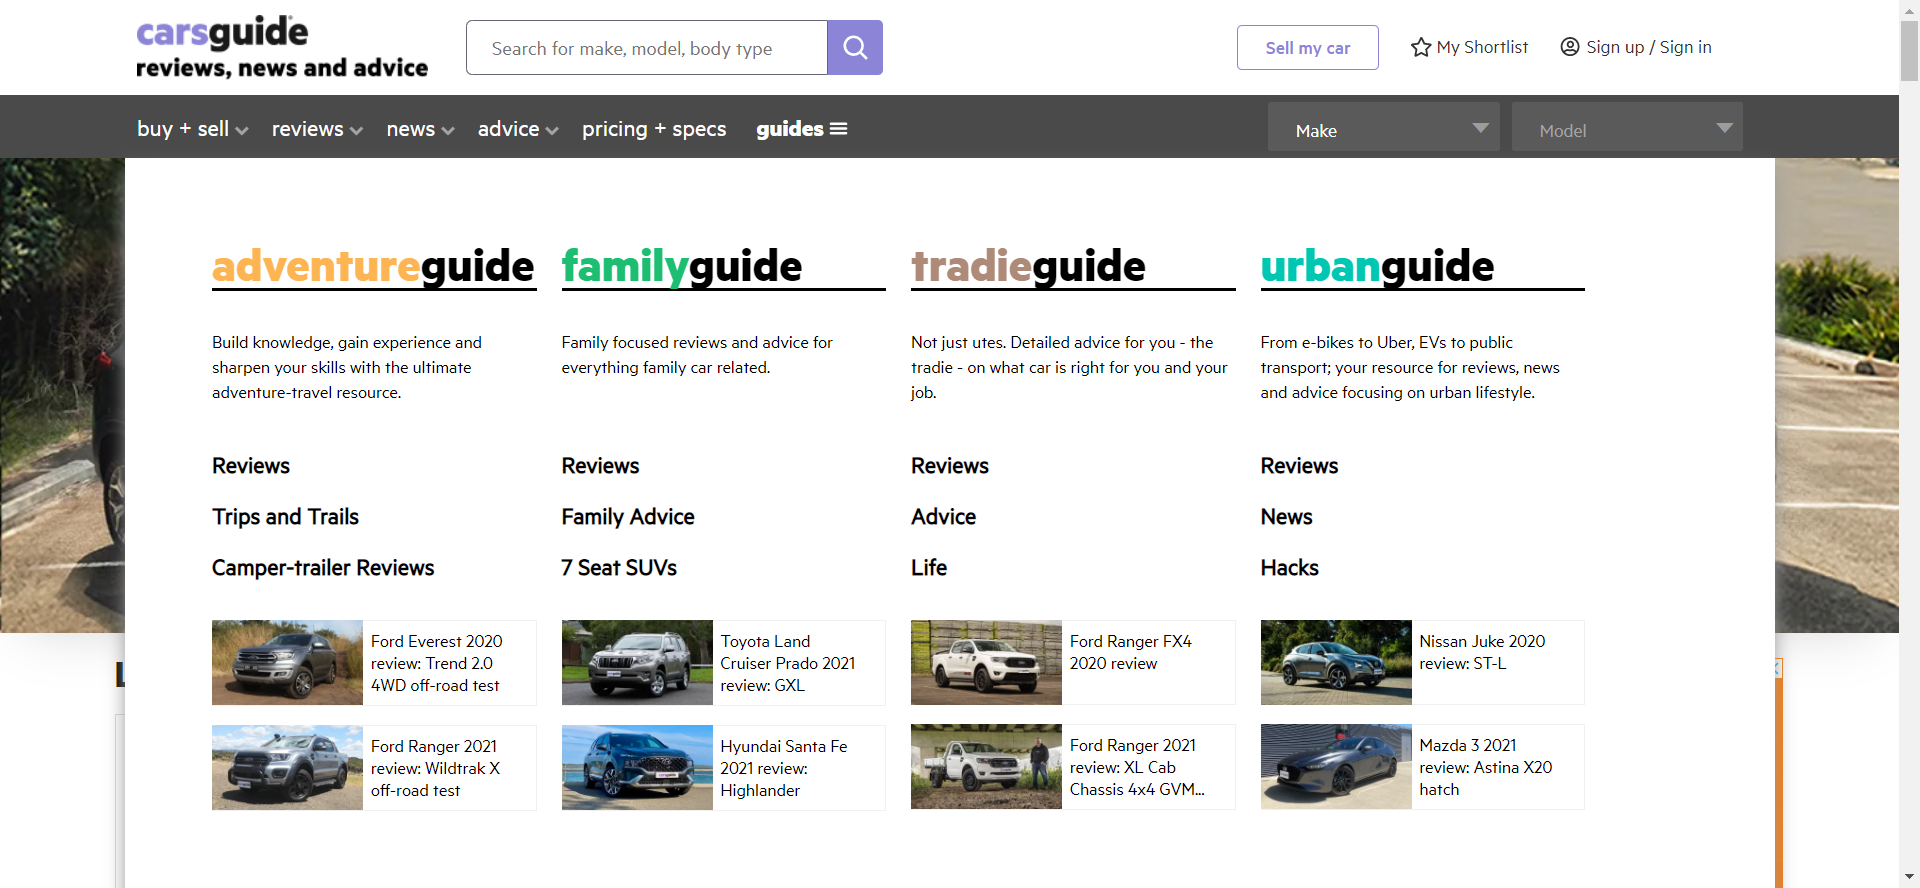 carsguide
reviews, news and advice
Search for make, model, body type
Sell my car
My Shortlist
Sign up / Sign in
buy + sell
reviews
news
advice
pricing + specs
guides
Make
Model
adventureguide
Build knowledge, gain experience and
sharpen your skills with the ultimate
adventure-travel resource.
Reviews
Trips and Trails
Camper-trailer Reviews
Ford Everest 2020
review: Trend 2.0
4WD off-road test
Ford Ranger 2021
review: Wildtrak X
off-road test
familyguide
Family focused reviews and advice for
everything family car related.
Reviews
Family Advice
7 Seat SUVs
Toyota Land
Cruiser Prado 2021
review: GXL
Hyundai Santa Fe
2021 review:
Highlander
tradieguide
Not just utes. Detailed advice for you - the
tradie - on what car is right for you and your
job.
Reviews
Advice
Life
Ford Ranger FX4
2020 review
Ford Ranger 2021
review: XL Cab
Chassis 4x4 GVM...
urbanguide
From e-bikes to Uber, EVs to public
transport; your resource for reviews, news
and advice focusing on urban lifestyle.
Reviews
News
Hacks
Nissan Juke 2020
review: ST-L
Mazda 3 2021
review: Astina X20
hatch